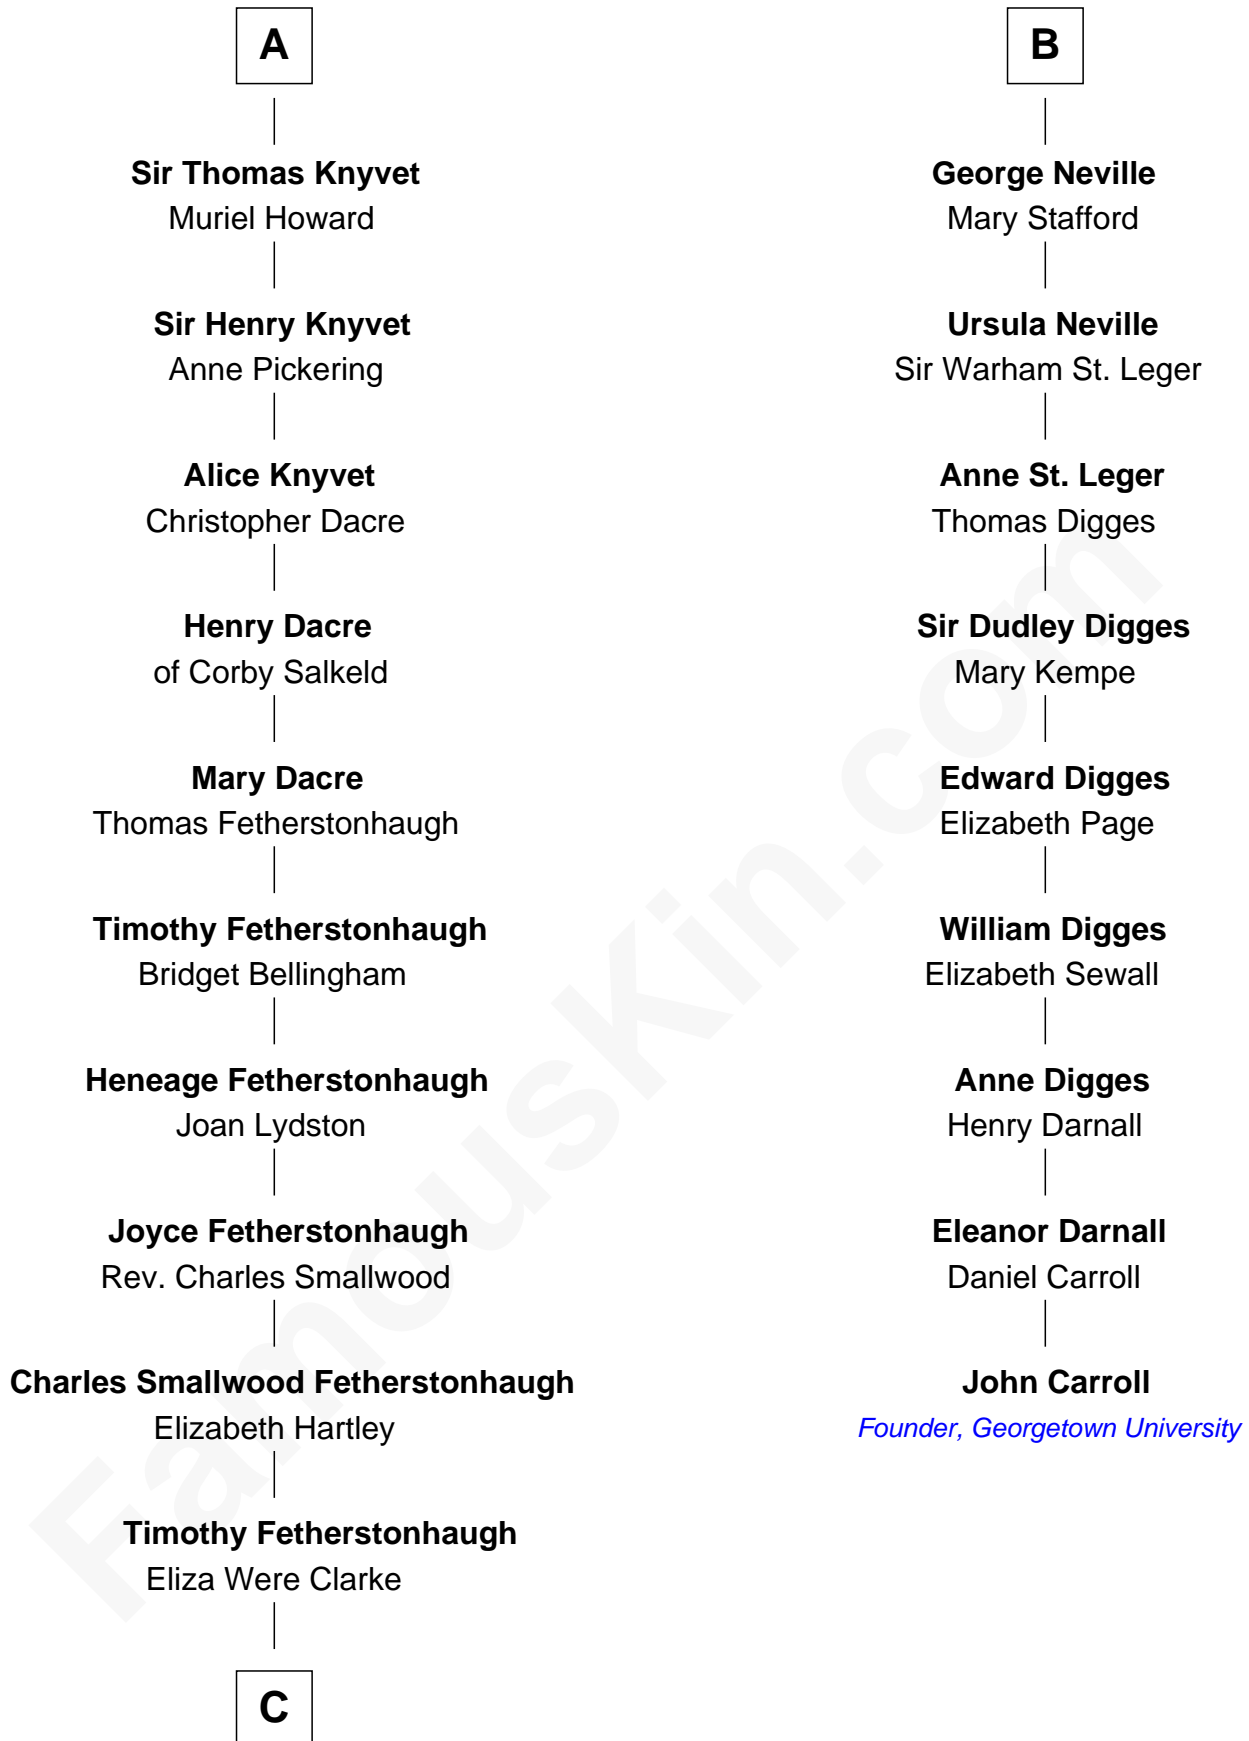 A
Sir Thomas Knyvet
Muriel Howard
Sir Henry Knyvet
Anne Pickering
Alice Knyvet
Christopher Dacre
Henry Dacre
of Corby Salkeld
Mary Dacre
Thomas Fetherstonhaugh
Timothy Fetherstonhaugh
Bridget Bellingham
Heneage Fetherstonhaugh
Joan Lydston
Joyce Fetherstonhaugh
Rev. Charles Smallwood
Charles Smallwood Fetherstonhaugh
Elizabeth Hartley
Timothy Fetherstonhaugh
Eliza Were Clarke
C
B
George Neville
Mary Stafford
Ursula Neville
Sir Warham St. Leger
Anne St. Leger
Thomas Digges
Sir Dudley Digges
Mary Kempe
Edward Digges
Elizabeth Page
William Digges
Elizabeth Sewall
Anne Digges
Henry Darnall
Eleanor Darnall
Daniel Carroll
John Carroll
Founder, Georgetown University
FamousKin.com